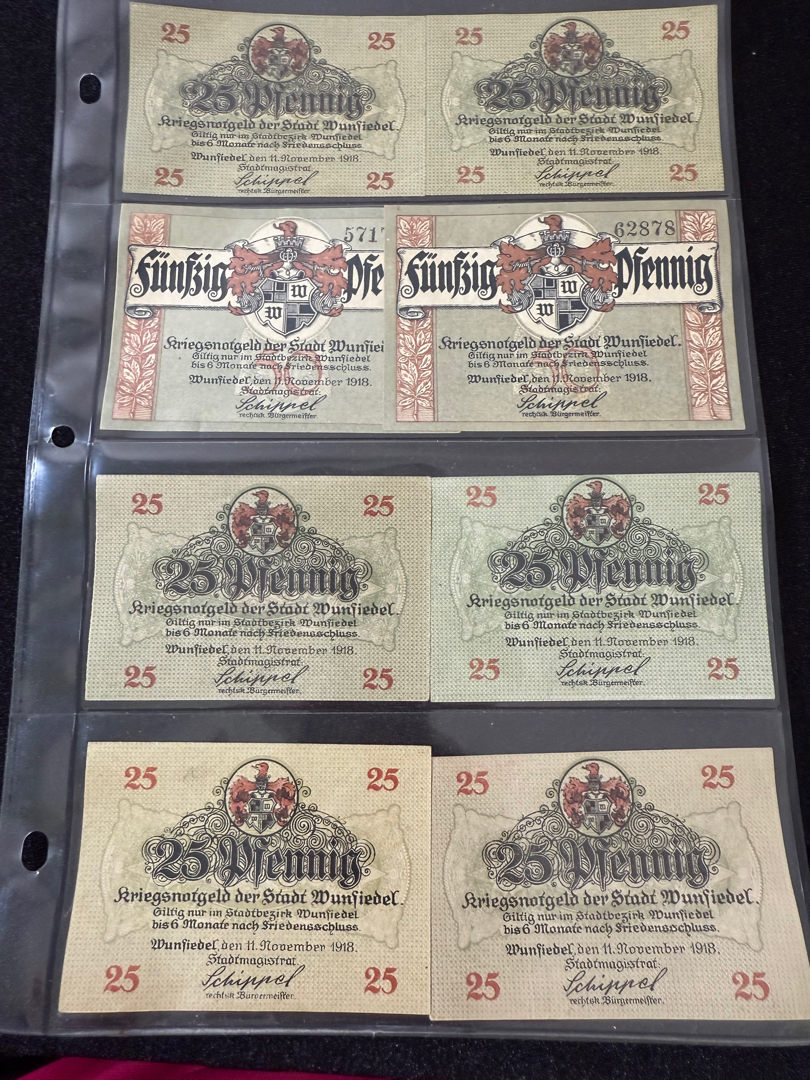 25 25
25 Pfennig
Kriegsnotgeld der Stadt Wunsiedel.
Giltig nur im Stadtbezirk Wunsiedel
bis 6 Monate nach Friedensschluss.
Wunsiedel, den 11. November 1918.
Stadtmagistrat:
Schippel
25 rechtsk. Bürgermeister. 25
25 25
25 Pfennig
Kriegsnotgeld der Stadt Wunsiedel.
Giltig nur im Stadtbezirk Wunsiedel
bis 6 Monate nach Friedensschluss.
Wunsiedel, den 11. November 1918.
Stadtmagistrat:
Schippel
25 rechtsk. Bürgermeister. 25
571
Fünfzig Pfe
W
W
Kriegsnotgeld der Stadt Wunsie
Giltig nur im Stadtbezirk Wunsiedel
bis 6 Monate nach Friedensschluss.
50
Wunsiedel, den 11. November 1918.
Stadtmagistrat:
Schippel
rechtsk. Bürgermeister.
62878
Fünfzig Pfennig
W
W
Kriegsnotgeld der Stadt Wunsiedel.
Giltig nur im Stadtbezirk Wunsiedel
bis 6 Monate nach Friedensschluss.
50
Wunsiedel, den 11. November 1918.
Stadtmagistrat:
Schippel
rechtsk. Bürgermeister.
25 25
25 Pfennig
Kriegsnotgeld der Stadt Wunsiedel.
Giltig nur im Stadtbezirk Wunsiedel
bis 6 Monate nach Friedensschluss.
Wunsiedel, den 11. November 1918.
Stadtmagistrat:
Schippel
25 rechtsk. Bürgermeister. 25
25 25
25 Pfennig
Kriegsnotgeld der Stadt Wunsiedel.
Giltig nur im Stadtbezirk Wunsiedel
bis 6 Monate nach Friedensschluss.
Wunsiedel, den 11. November 1918.
Stadtmagistrat:
Schippel
25 rechtsk. Bürgermeister. 25
25 25
25 Pfennig
Kriegsnotgeld der Stadt Wunsiedel.
Giltig nur im Stadtbezirk Wunsiedel
bis 6 Monate nach Friedensschluss.
Wunsiedel, den 11. November 1918.
Stadtmagistrat:
Schippel
25 rechtsk. Bürgermeister. 25
25 25
25 Pfennig
Kriegsnotgeld der Stadt Wunsiedel.
Giltig nur im Stadtbezirk Wunsiedel
bis 6 Monate nach Friedensschluss.
Wunsiedel, den 11. November 1918.
Stadtmagistrat:
Schippel
25 rechtsk. Bürgermeister. 25